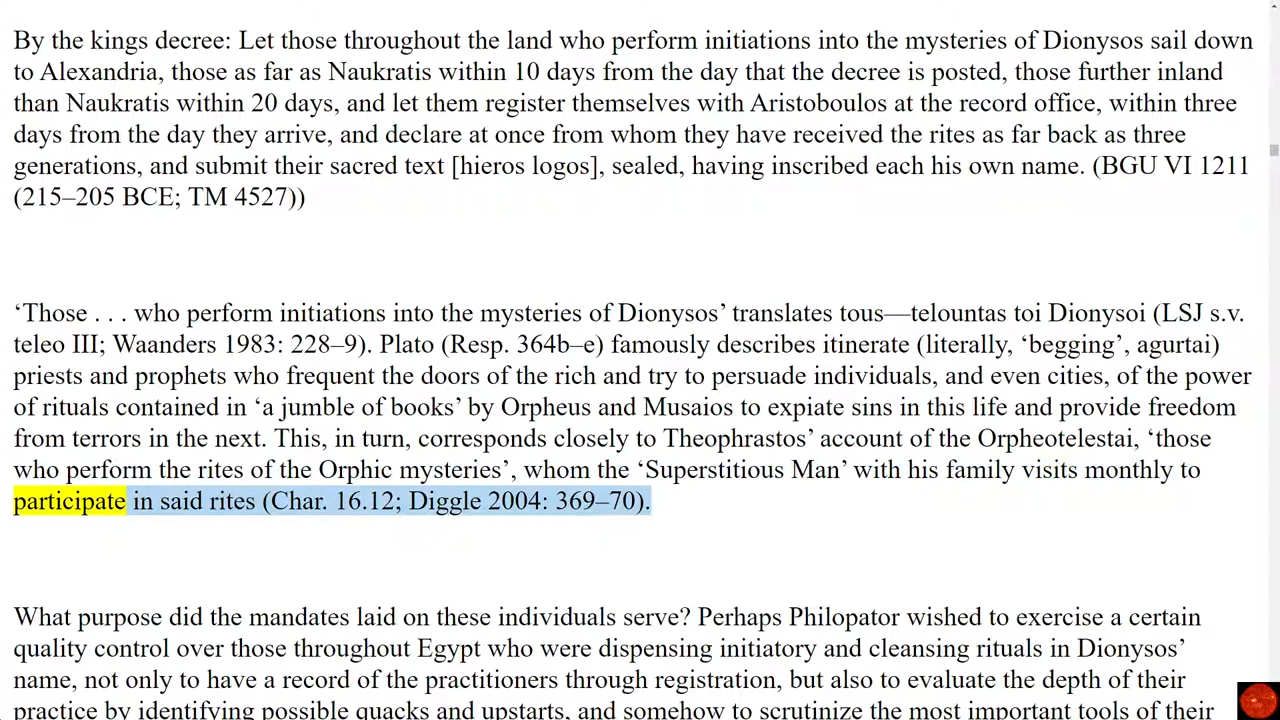 By the kings decree: Let those throughout the land who perform initiations into the mysteries of Dionysos sail down
to Alexandria, those as far as Naukratis within 10 days from the day that the decree is posted, those further inland
than Naukratis within 20 days, and let them register themselves with Aristoboulos at the record office, within three
days from the day they arrive, and declare at once from whom they have received the rites as far back as three
generations, and submit their sacred text [hieros logos], sealed, having inscribed each his own name. (BGU VI 1211
(215–205 BCE; TM 4527))
‘Those . . . who perform initiations into the mysteries of Dionysos’ translates tous—telountas toi Dionysoi (LSJ s.v.
teleo III; Waanders 1983: 228–9). Plato (Resp. 364b–e) famously describes itinerate (literally, ‘begging’, agurtai)
priests and prophets who frequent the doors of the rich and try to persuade individuals, and even cities, of the power
of rituals contained in ‘a jumble of books’ by Orpheus and Musaios to expiate sins in this life and provide freedom
from terrors in the next. This, in turn, corresponds closely to Theophrastos’ account of the Orpheotelestai, ‘those
who perform the rites of the Orphic mysteries’, whom the ‘Superstitious Man’ with his family visits monthly to
participate in said rites (Char. 16.12; Diggle 2004: 369–70).
What purpose did the mandates laid on these individuals serve? Perhaps Philopator wished to exercise a certain
quality control over those throughout Egypt who were dispensing initiatory and cleansing rituals in Dionysos’
name, not only to have a record of the practitioners through registration, but also to evaluate the depth of their
practice by identifying possible quacks and upstarts, and somehow to scrutinize the most important tools of their